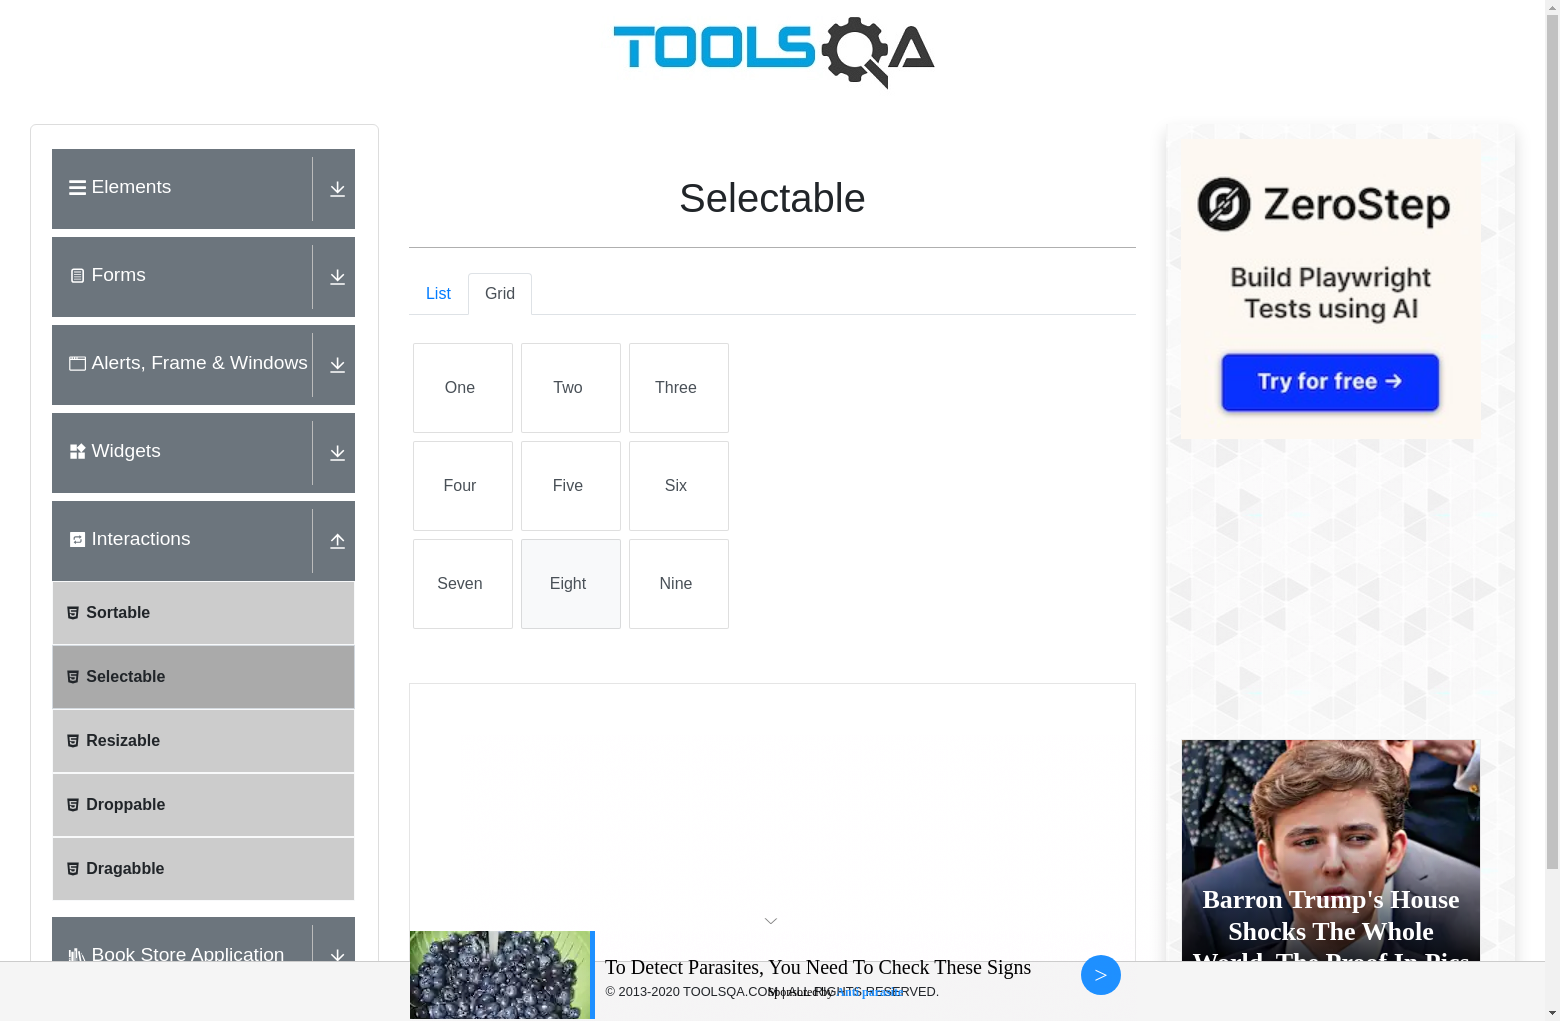 TOOLSQA
Elements
Forms
Alerts, Frame & Windows
Widgets
Interactions
Sortable
Selectable
Resizable
Droppable
Dragabble
Book Store Application
Selectable
List
Grid
One
Two
Three
Four
Five
Six
Seven
Eight
Nine
To Detect Parasites, You Need To Check These Signs
© 2013-2020 TOOLSQA.COM | ALL RIGHTS RESERVED.
Sponsored by
>
ZeroStep
Build Playwright
Tests using AI
Try for free →
Barron Trump's House
Shocks The Whole
World, The Proof In Pics